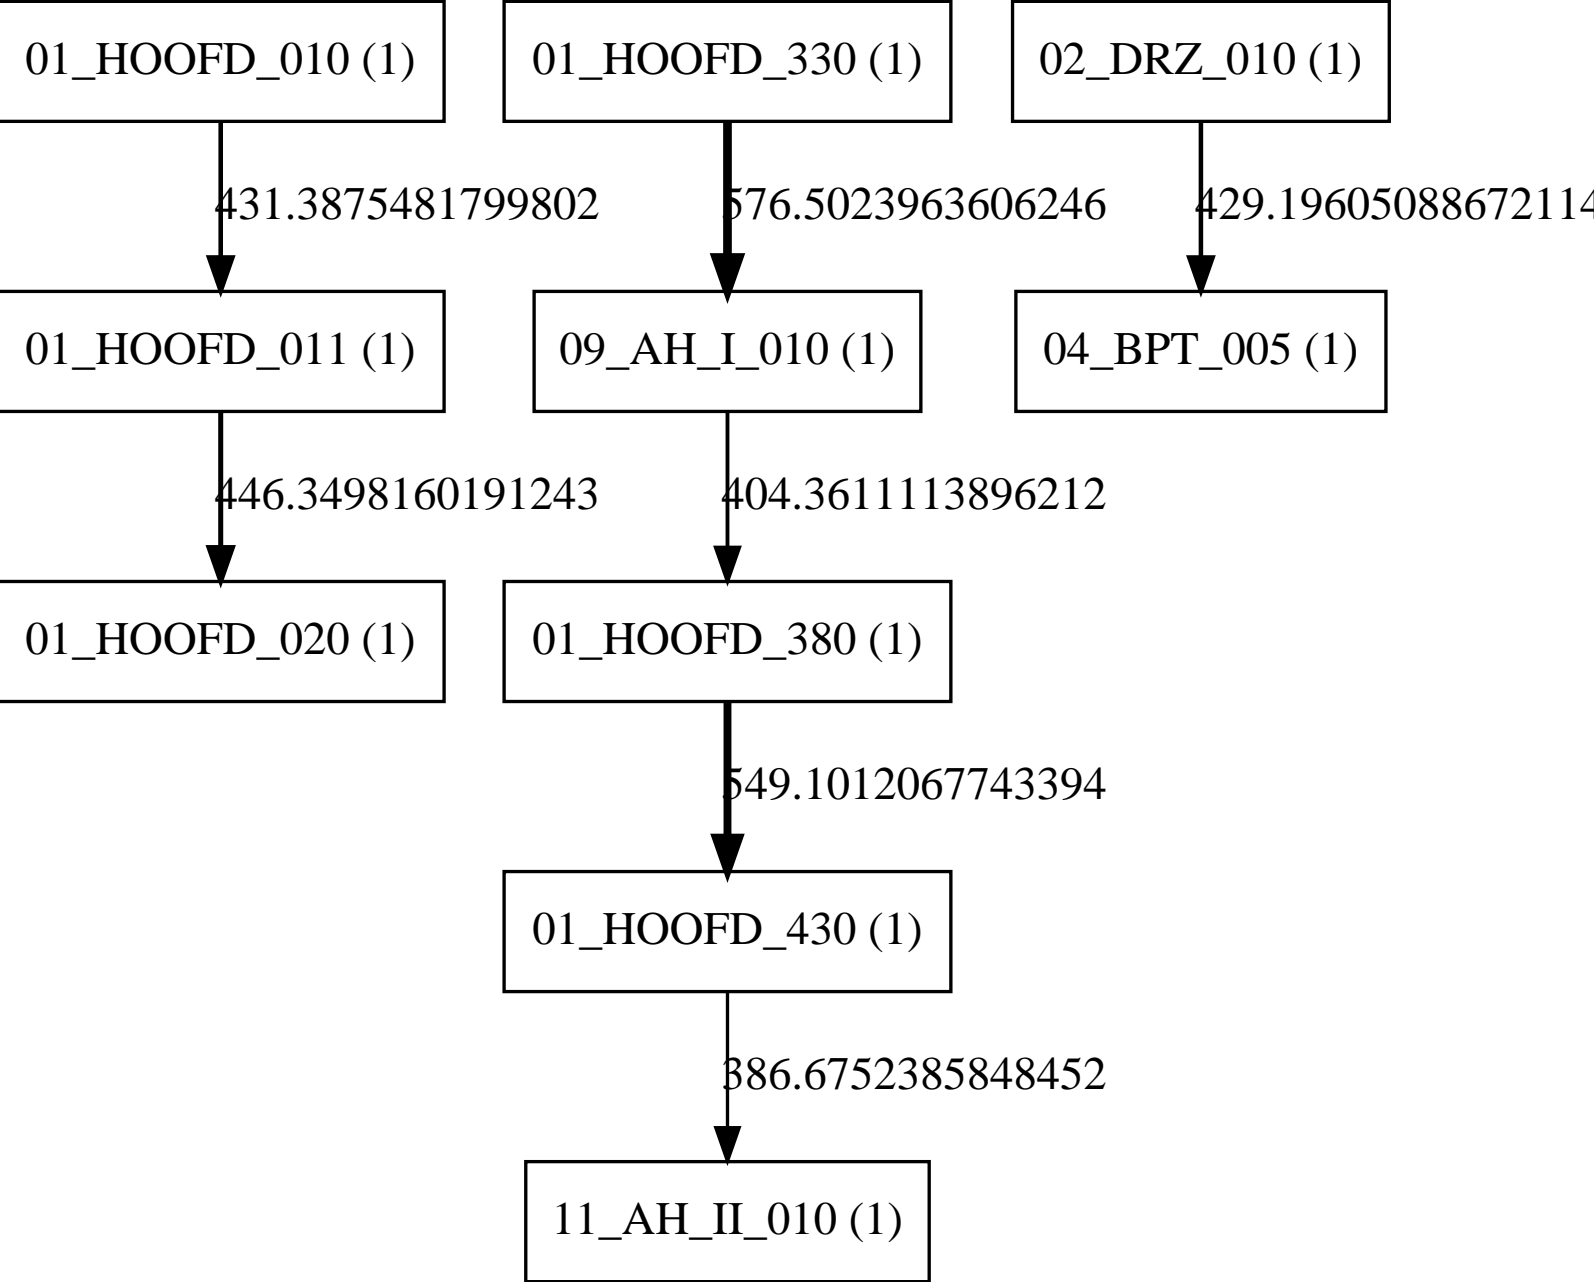 01_HOOFD_010 (1)
01_HOOFD_330 (1)
02_DRZ_010 (1)
431.3875481799802
576.5023963606246
429.19605088672114
01_HOOFD_011 (1)
09_AH_I_010 (1)
04_BPT_005 (1)
446.3498160191243
404.3611113896212
01_HOOFD_020 (1)
01_HOOFD_380 (1)
549.1012067743394
01_HOOFD_430 (1)
386.6752385848452
11_AH_II_010 (1)